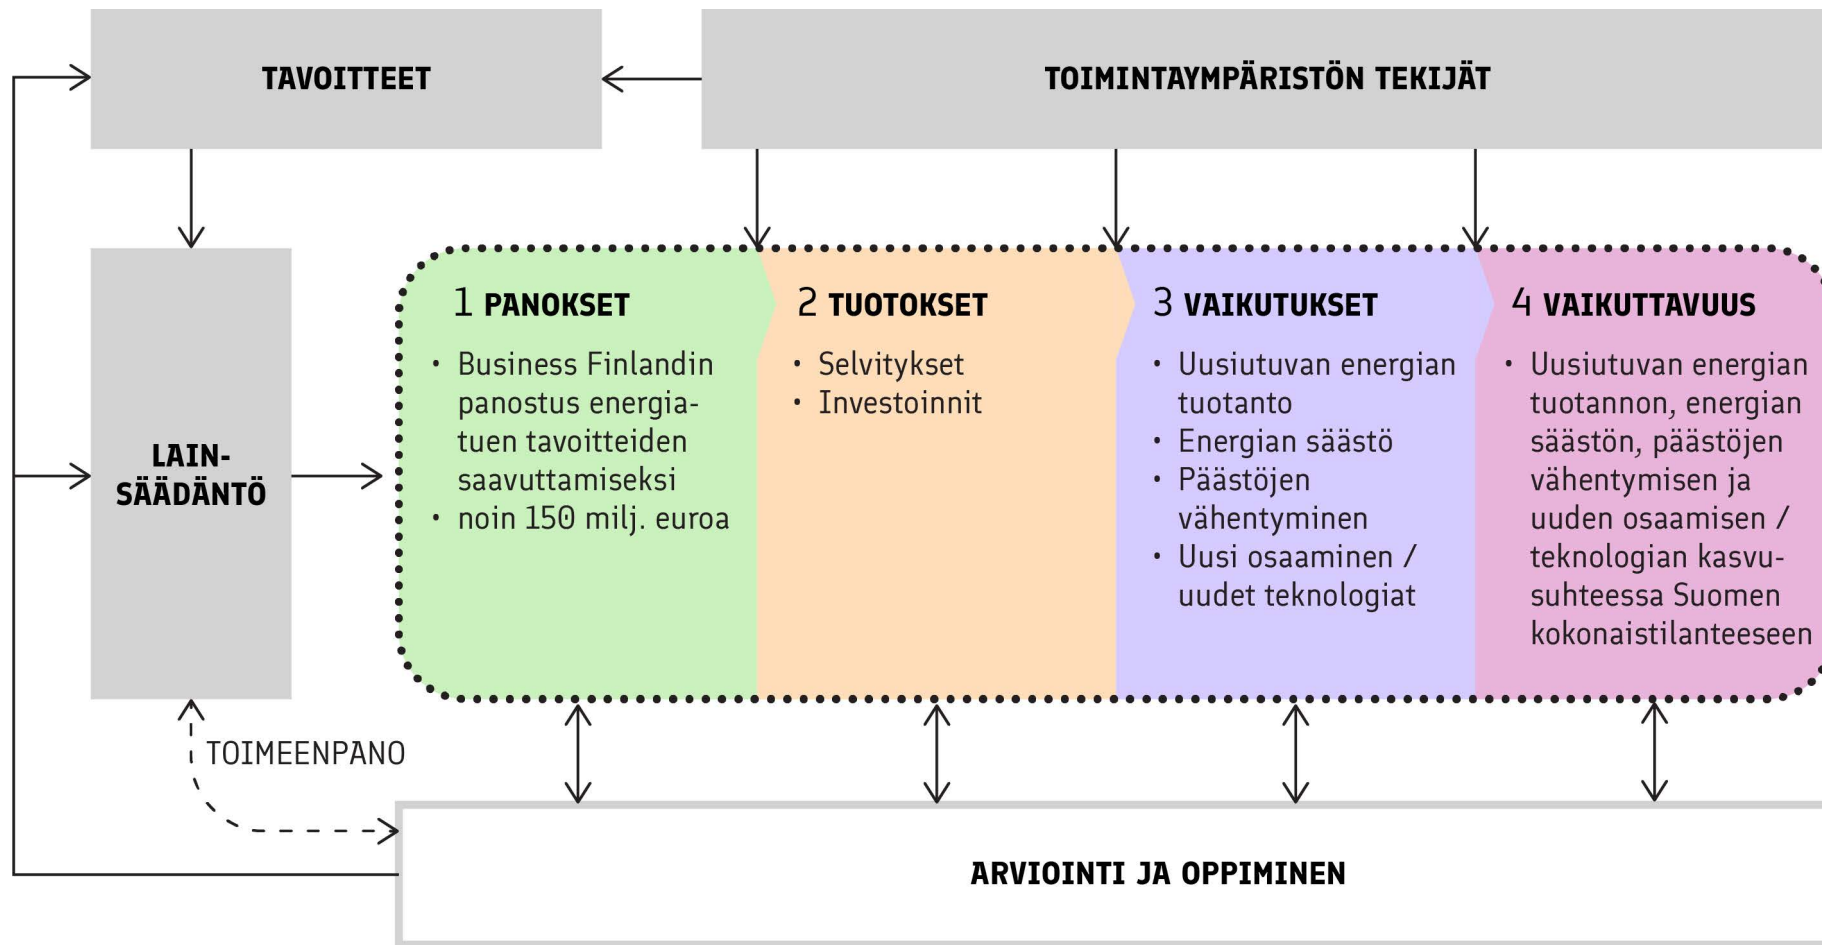 TAVOITTEET
TOIMINTAYMPÄRISTÖN TEKIJÄT
LAIN-
SÄÄDÄNTÖ
1 PANOKSET
• Business Finlandin
panostus energia-
tuen tavoitteiden
saavuttamiseksi
• noin 150 milj. euroa
2 TUOTOKSET
• Selvitykset
• Investoinnit
3 VAIKUTUKSET
• Uusiutuvan energian
tuotanto
• Energian säästö
• Päästöjen
vähentyminen
• Uusi osaaminen /
uudet teknologiat
4 VAIKUTTAVUUS
• Uusiutuvan energian
tuotannon, energian
säästön, päästöjen
vähentymisen ja
uuden osaamisen /
teknologian kasvu-
suhteessa Suomen
kokonaistilanteeseen
TOIMEENPANO
ARVIOINTI JA OPPIMINEN